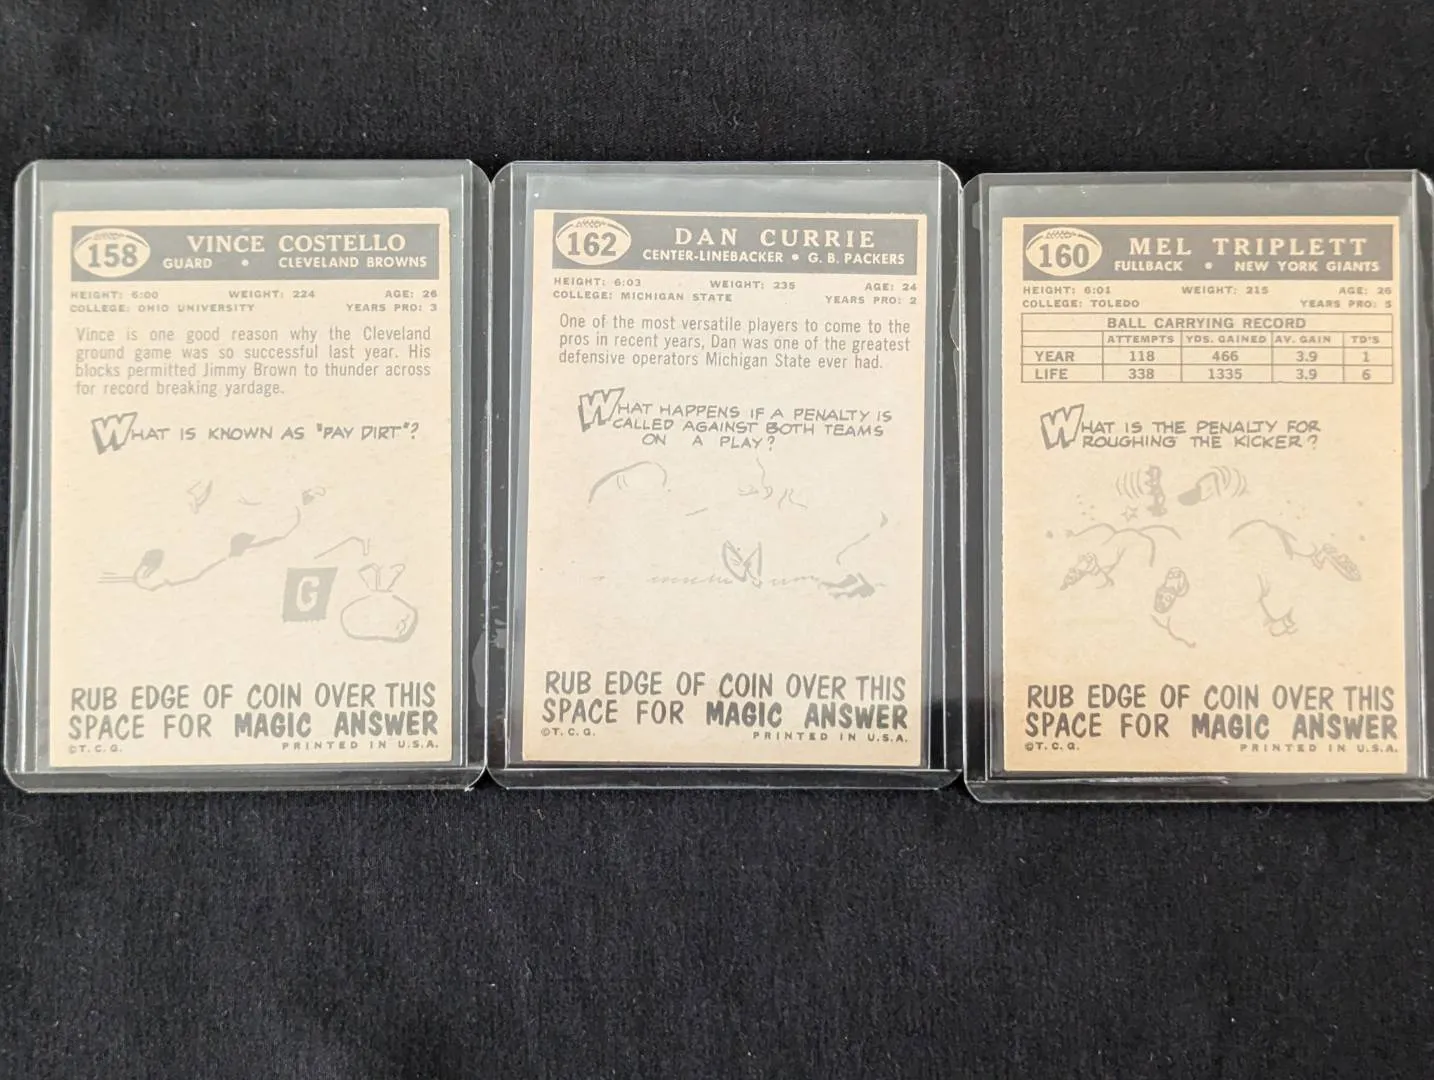 158
VINCE COSTELLO
GUARD • CLEVELAND BROWNS
HEIGHT: 6:00 WEIGHT: 224 AGE: 26
COLLEGE: OHIO UNIVERSITY YEARS PRO: 3
Vince is one good reason why the Cleveland
ground game was so successful last year. His
blocks permitted Jimmy Brown to thunder across
for record breaking yardage.
WHAT IS KNOWN AS "PAY DIRT"?
G
RUB EDGE OF COIN OVER THIS
SPACE FOR MAGIC ANSWER
©T.C.G. PRINTED IN U.S.A.
162
DAN CURRIE
CENTER-LINEBACKER • G. B. PACKERS
HEIGHT: 6:03 WEIGHT: 235 AGE: 24
COLLEGE: MICHIGAN STATE YEARS PRO: 2
One of the most versatile players to come to the
pros in recent years, Dan was one of the greatest
defensive operators Michigan State ever had.
WHAT HAPPENS IF A PENALTY IS
CALLED AGAINST BOTH TEAMS
ON A PLAY?
RUB EDGE OF COIN OVER THIS
SPACE FOR MAGIC ANSWER
©T.C.G. PRINTED IN U.S.A.
160
MEL TRIPLETT
FULLBACK • NEW YORK GIANTS
HEIGHT: 6:01 WEIGHT: 215 AGE: 26
COLLEGE: TOLEDO YEARS PRO: 5
BALL CARRYING RECORD
ATTEMPTS YDS. GAINED AV. GAIN TD'S
YEAR 118 466 3.9 1
LIFE 338 1335 3.9 6
WHAT IS THE PENALTY FOR
ROUGHING THE KICKER?
RUB EDGE OF COIN OVER THIS
SPACE FOR MAGIC ANSWER
©T.C.G. PRINTED IN U.S.A.